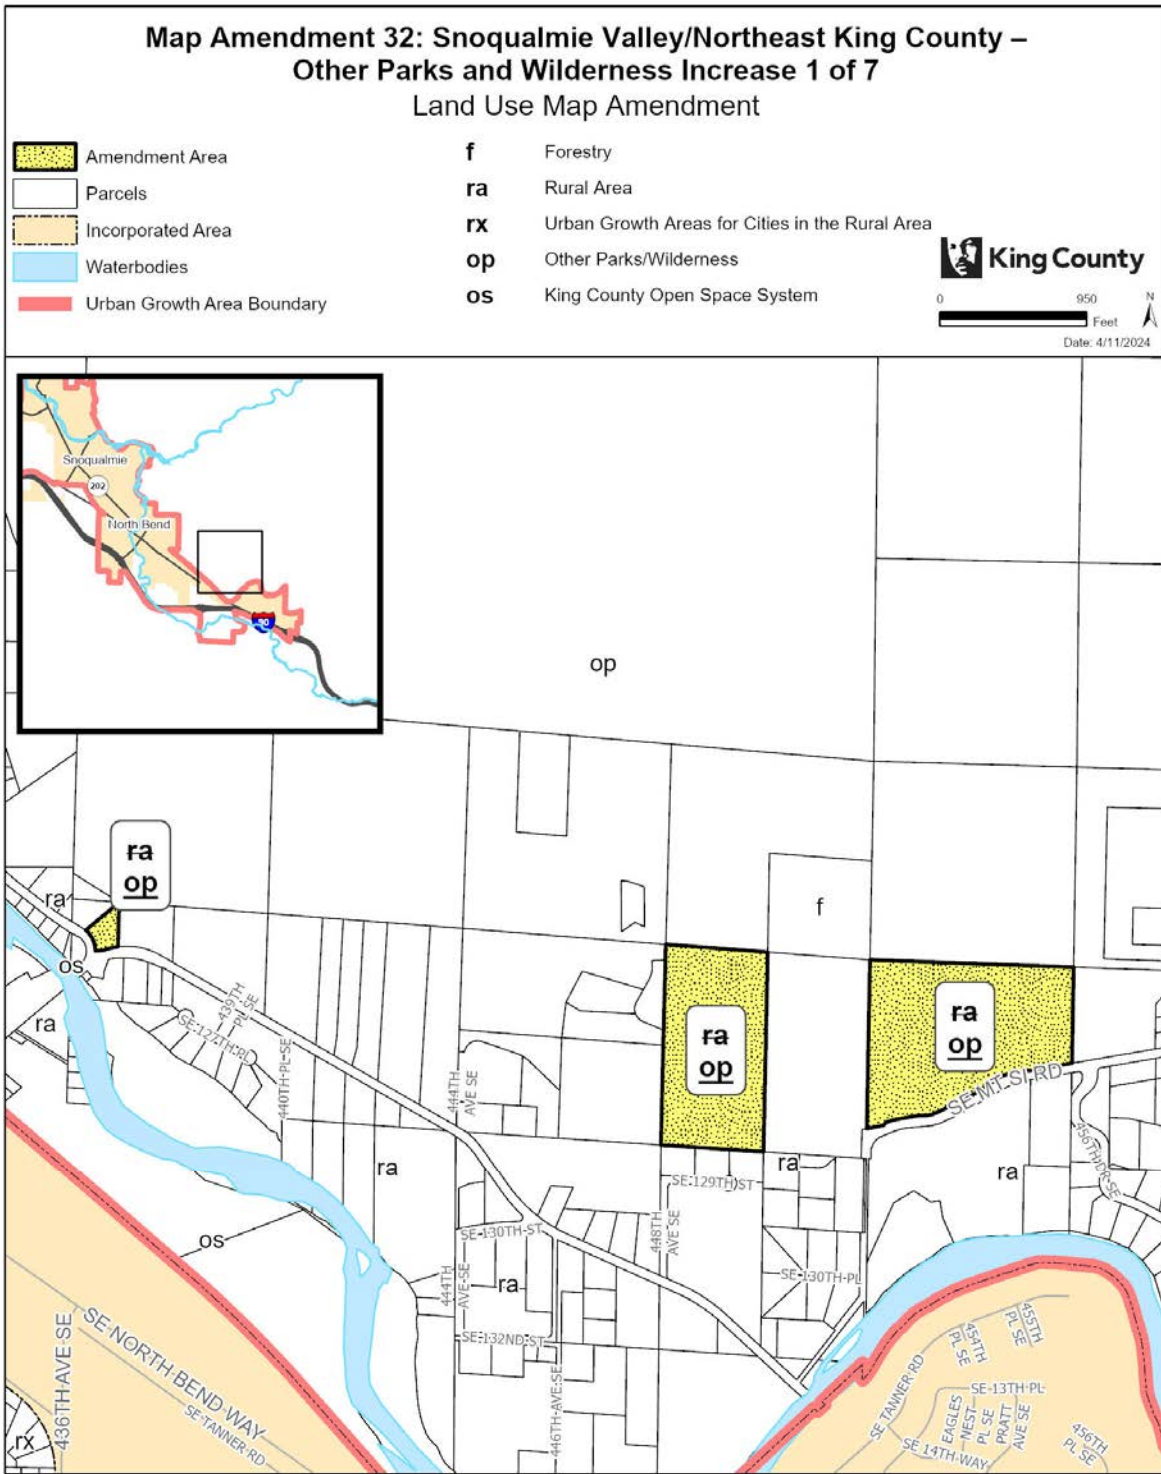 Map Amendment 32: Snoqualmie Valley/Northeast King County –
Other Parks and Wilderness Increase 1 of 7
Land Use Map Amendment
Amendment Area
Parcels
Incorporated Area
Waterbodies
Urban Growth Area Boundary
f Forestry
ra Rural Area
rx Urban Growth Areas for Cities in the Rural Area
op Other Parks/Wilderness
os King County Open Space System
King County
0 950
Feet
N
Date: 4/11/2024
Snoqualmie
202
North Bend
90
op
ra
op
ra
f
os
ra
op
ra
op
ra
SE MT SI RD
439TH
PL SE
SE 127TH PL
440TH PL SE
444TH
AVE SE
456TH DR SE
ra
ra
ra
SE 129TH ST
os
SE 130TH ST
448TH
AVE SE
444TH
AVE SE
ra
SE 130TH PL
SE 132ND ST
446TH AVE SE
436TH AVE SE
SE NORTH BEND WAY
SE TANNER RD
rx
SE TANNER RD
454TH
PL SE
455TH
PL SE
SE 13TH PL
EAGLES
NEST
PL SE
PRATT
AVE SE
SE 14TH WAY
456TH
PL SE